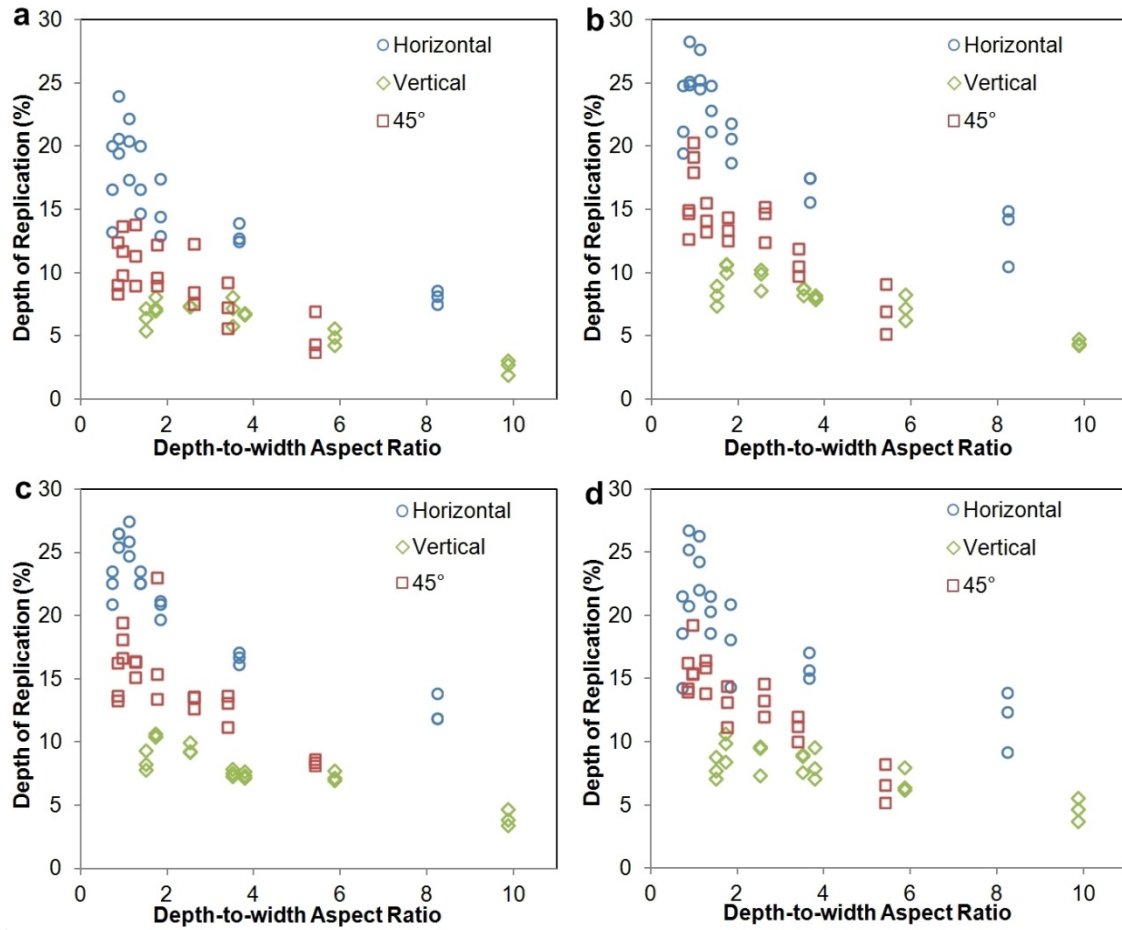 a
30
25
20
15
10
5
0
Depth of Replication (%)
Horizontal
Vertical
45°
0 2 4 6 8 10
Depth-to-width Aspect Ratio
b
30
25
20
15
10
5
0
Depth of Replication (%)
Horizontal
Vertical
45°
0 2 4 6 8 10
Depth-to-width Aspect Ratio
c
30
25
20
15
10
5
0
Depth of Replication (%)
Horizontal
Vertical
45°
0 2 4 6 8 10
Depth-to-width Aspect Ratio
d
30
25
20
15
10
5
0
Depth of Replication (%)
Horizontal
Vertical
45°
0 2 4 6 8 10
Depth-to-width Aspect Ratio